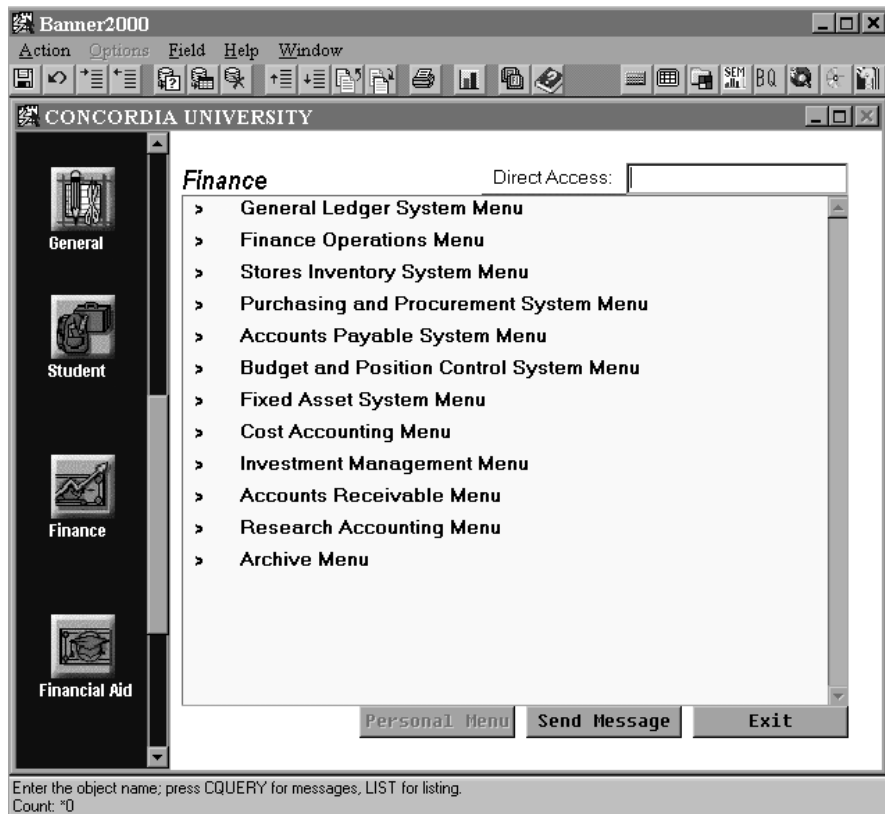 Banner2000
Action Options Field Help Window
SEM BQ
CONCORDIA UNIVERSITY
General
Student
Finance
Financial Aid
Finance Direct Access:
> General Ledger System Menu
> Finance Operations Menu
> Stores Inventory System Menu
> Purchasing and Procurement System Menu
> Accounts Payable System Menu
> Budget and Position Control System Menu
> Fixed Asset System Menu
> Cost Accounting Menu
> Investment Management Menu
> Accounts Receivable Menu
> Research Accounting Menu
> Archive Menu
Personal Menu Send Message Exit
Enter the object name; press CQUERY for messages, LIST for listing.
Count: *0